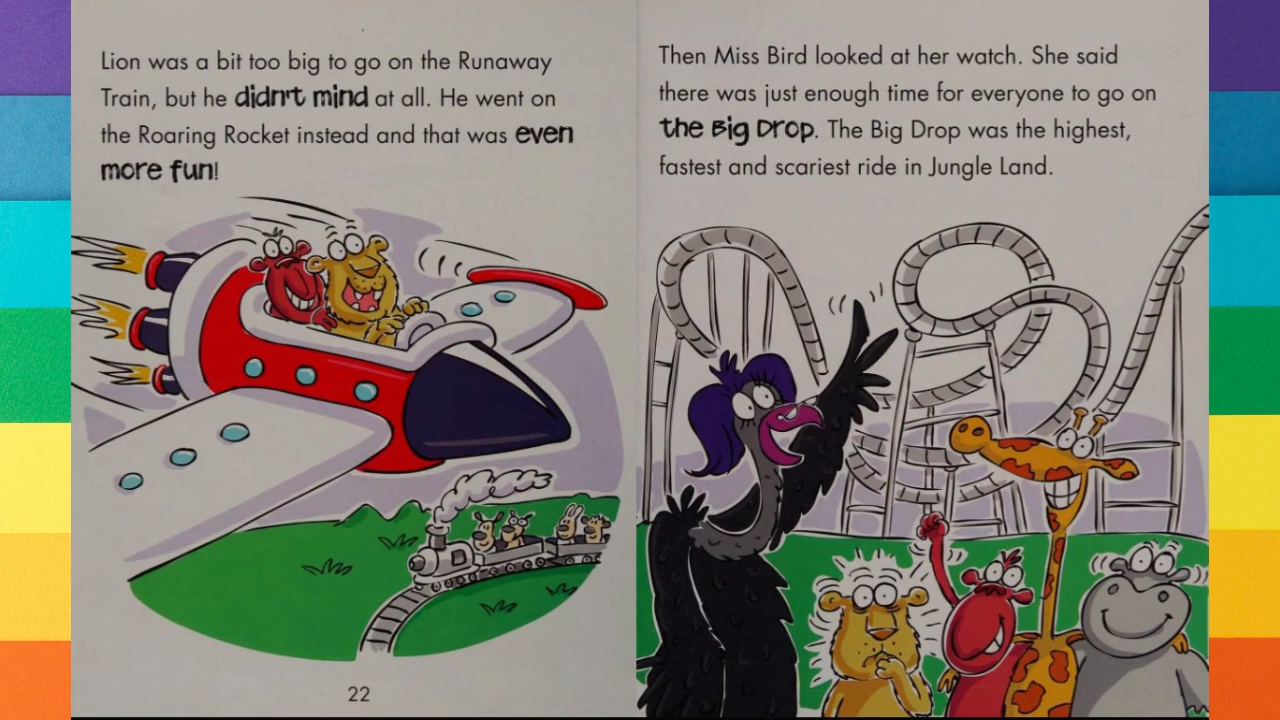 Lion was a bit too big to go on the Runaway
Train, but he didn't mind at all. He went on
the Roaring Rocket instead and that was even
more fun!
22
Then Miss Bird looked at her watch. She said
there was just enough time for everyone to go on
the Big Drop. The Big Drop was the highest,
fastest and scariest ride in Jungle Land.